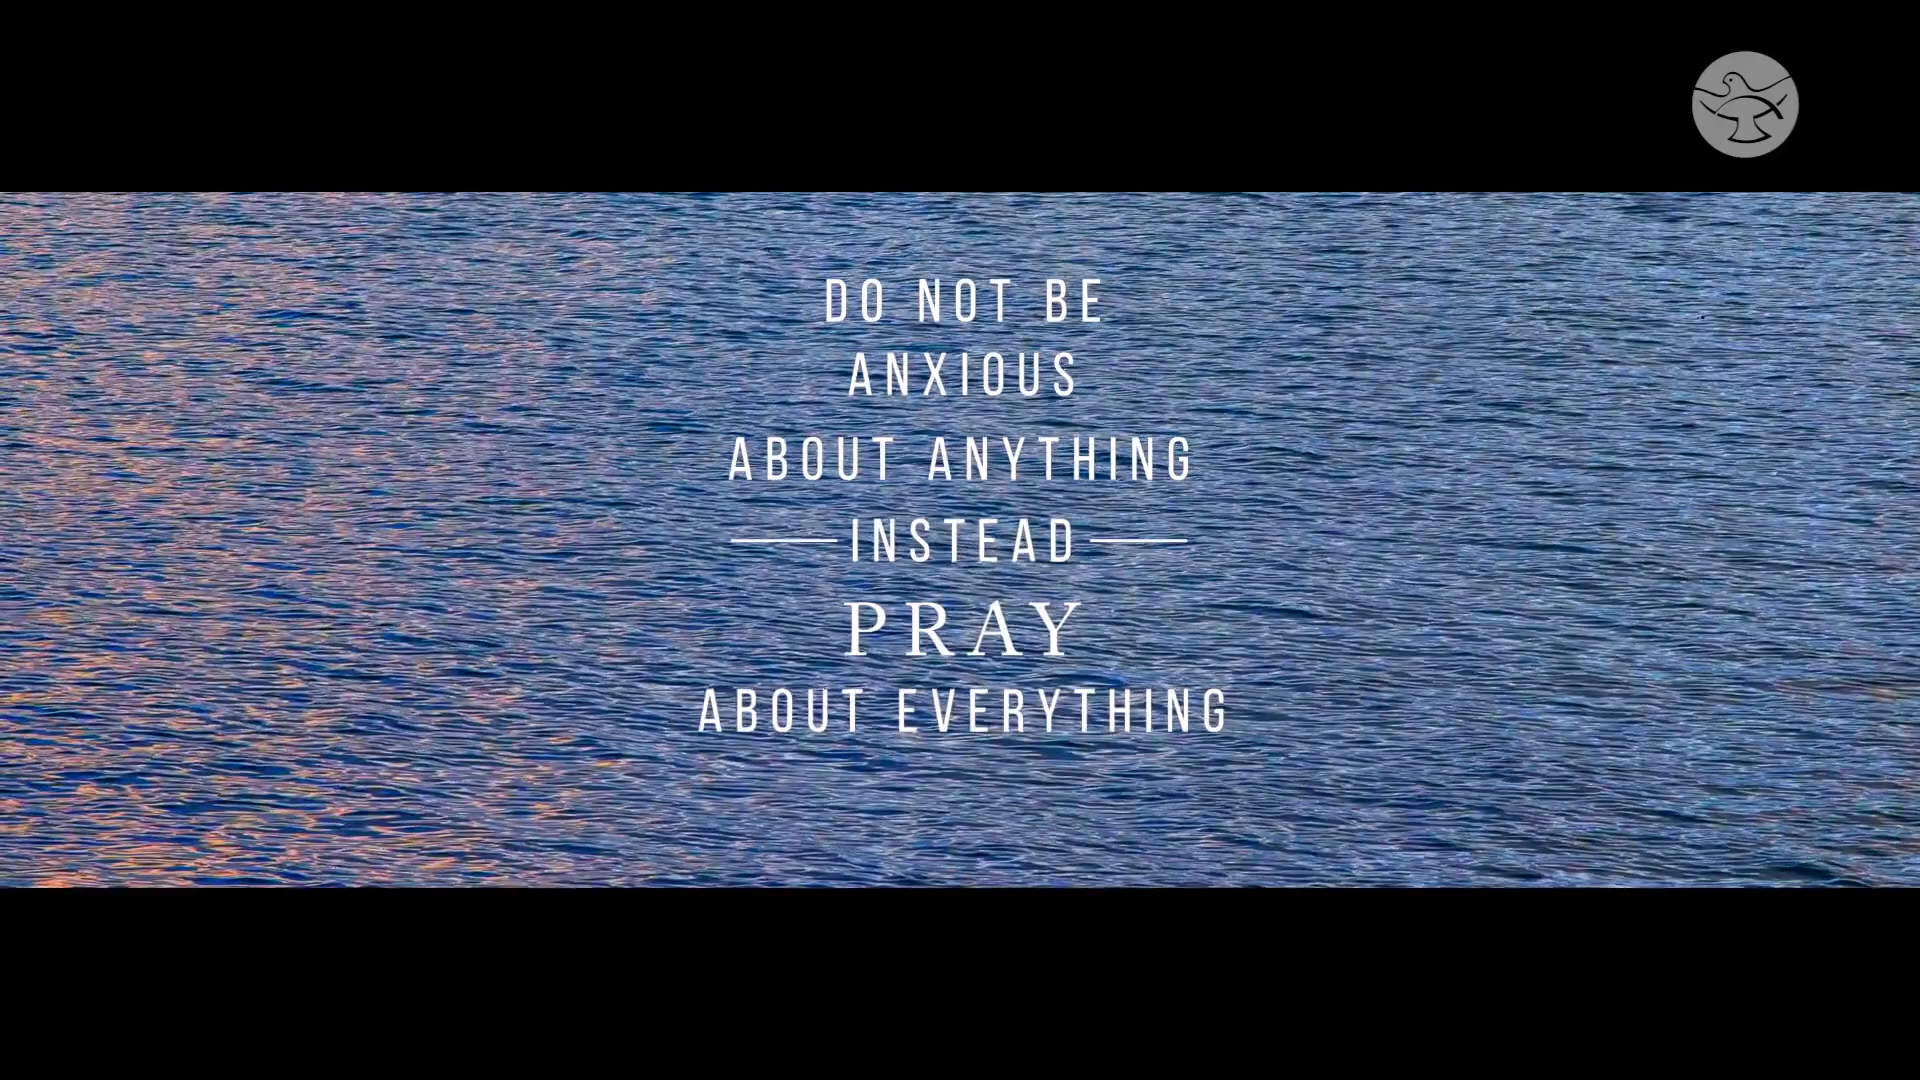 DO NOT BE
ANXIOUS
ABOUT ANYTHING
INSTEAD
PRAY
ABOUT EVERYTHING